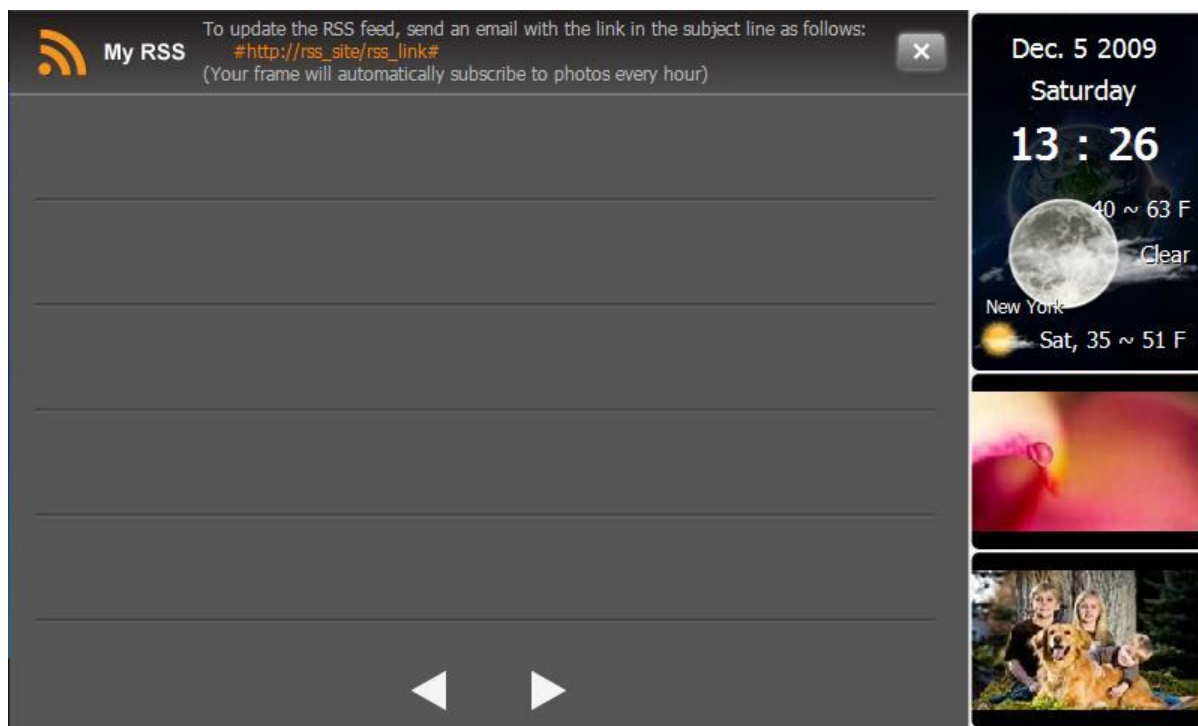 My RSS
To update the RSS feed, send an email with the link in the subject line as follows:
#http://rss_site/rss_link#
(Your frame will automatically subscribe to photos every hour)
Dec. 5 2009
Saturday
13 : 26
40 ~ 63 F
Clear
New York
Sat, 35 ~ 51 F